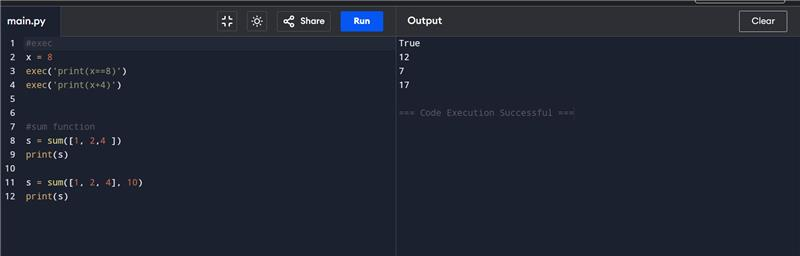 main.py Share Run Output Clear
1 #exec
2 x = 8
3 exec('print(x==8)')
4 exec('print(x+4)')
5
6
7 #sum function
8 s = sum([1, 2,4 ])
9 print(s)
10
11 s = sum([1, 2, 4], 10)
12 print(s)
True
12
7
17
=== Code Execution Successful ===